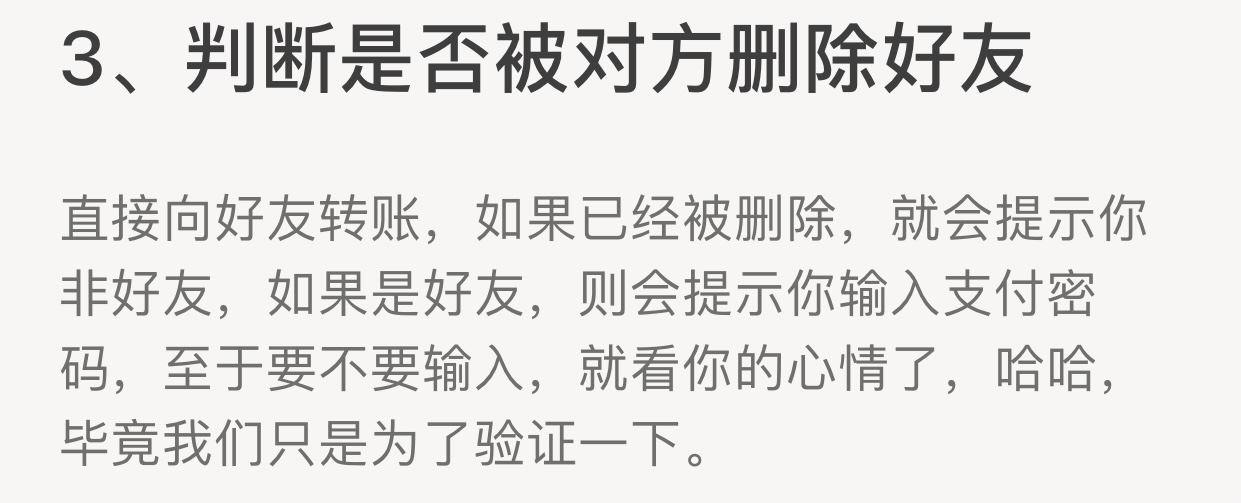 3、判断是否被对方删除好友
直接向好友转账，如果已经被删除，就会提示你
非好友，如果是好友，则会提示你输入支付密
码，至于要不要输入，就看你的心情了，哈哈，
毕竟我们只是为了验证一下。